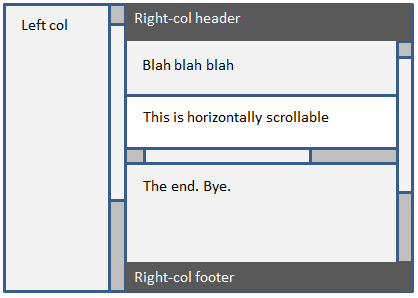 Left col
Right-col header
Blah blah blah
This is horizontally scrollable
The end. Bye.
Right-col footer